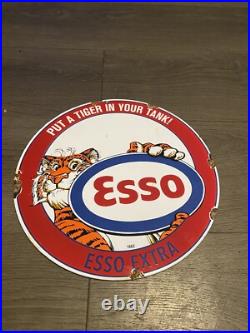 PUT A TIGER IN YOUR TANK!
Esso
ESSO EXTRA